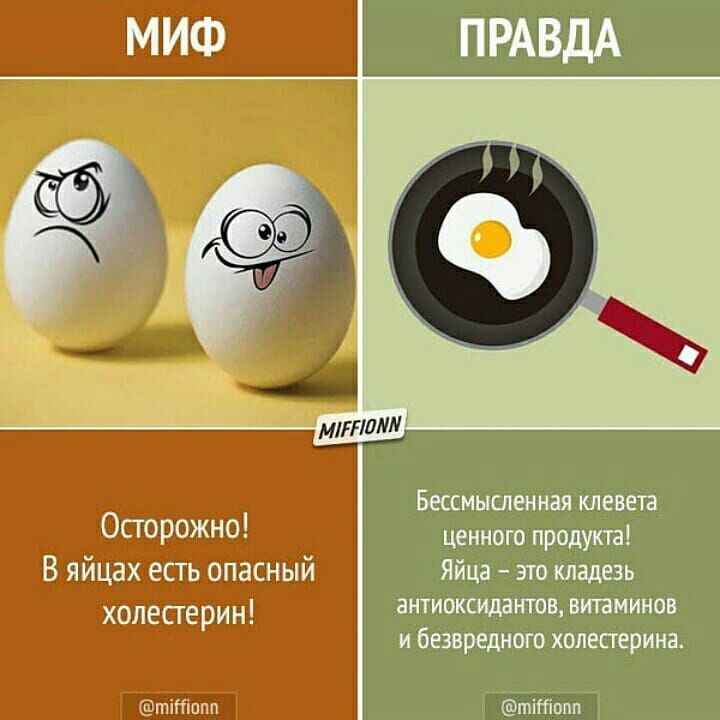 МИФ
ПРАВДА
MIFFIONN
Осторожно!
В яйцах есть опасный
холестерин!
Бессмысленная клевета
ценного продукта!
Яйца – это кладезь
антиоксидантов, витаминов
и безвредного холестерина.
@miffionn
@miffionn